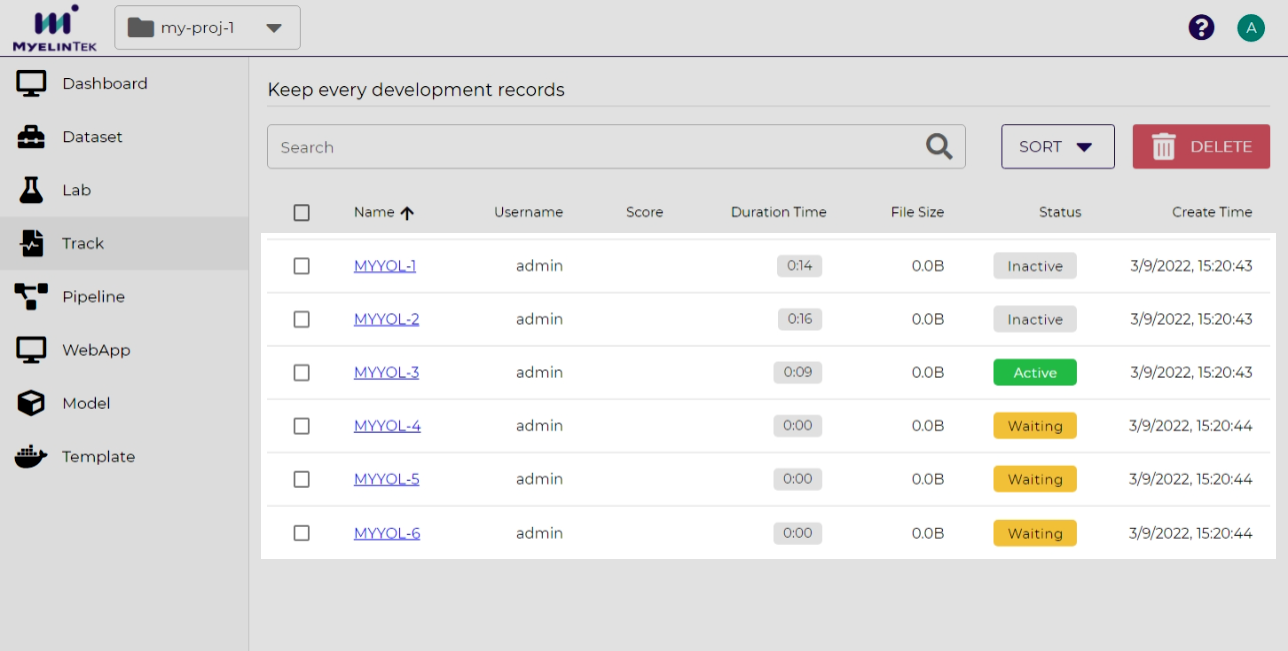 MYELINTEK
my-proj-1
?
A
Dashboard
Dataset
Lab
Track
Pipeline
WebApp
Model
Template
Keep every development records
Search
SORT
DELETE
Name Username Score Duration Time File Size Status Create Time
MYYOL-1 admin 0:14 0.0B Inactive 3/9/2022, 15:20:43
MYYOL-2 admin 0:16 0.0B Inactive 3/9/2022, 15:20:43
MYYOL-3 admin 0:09 0.0B Active 3/9/2022, 15:20:43
MYYOL-4 admin 0:00 0.0B Waiting 3/9/2022, 15:20:44
MYYOL-5 admin 0:00 0.0B Waiting 3/9/2022, 15:20:44
MYYOL-6 admin 0:00 0.0B Waiting 3/9/2022, 15:20:44